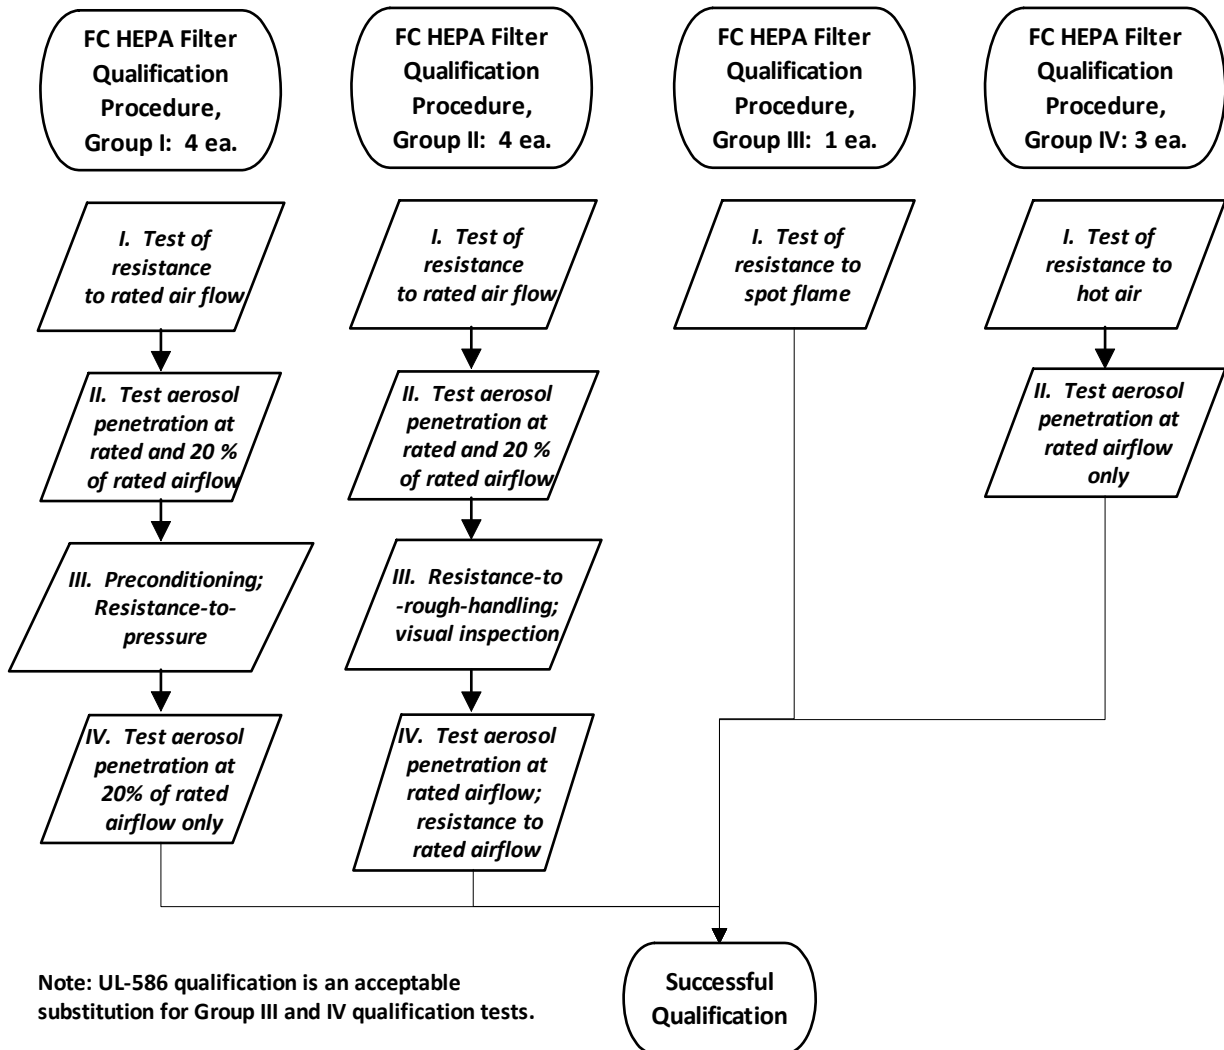 FC HEPA Filter
Qualification
Procedure,
Group I:  4 ea.
FC HEPA Filter
Qualification
Procedure,
Group II:  4 ea.
FC HEPA Filter
Qualification
Procedure,
Group III:  1 ea.
FC HEPA Filter
Qualification
Procedure,
Group IV: 3 ea.
I.  Test of
resistance
to rated air flow
I.  Test of
resistance
to rated air flow
I.  Test of
resistance to
spot flame
I.  Test of
resistance to
hot air
II.  Test aerosol
penetration at
rated and 20 %
of rated airflow
II.  Test aerosol
penetration at
rated and 20 %
of rated airflow
II.  Test aerosol
penetration at
rated airflow
only
III.  Preconditioning;
Resistance-to-
pressure
III.  Resistance-to
-rough-handling;
visual inspection
IV.  Test aerosol
penetration at
20% of rated
airflow only
IV.  Test aerosol
penetration at
rated airflow;
resistance to
rated airflow
Note: UL-586 qualification is an acceptable
substitution for Group III and IV qualification tests.
Successful
Qualification